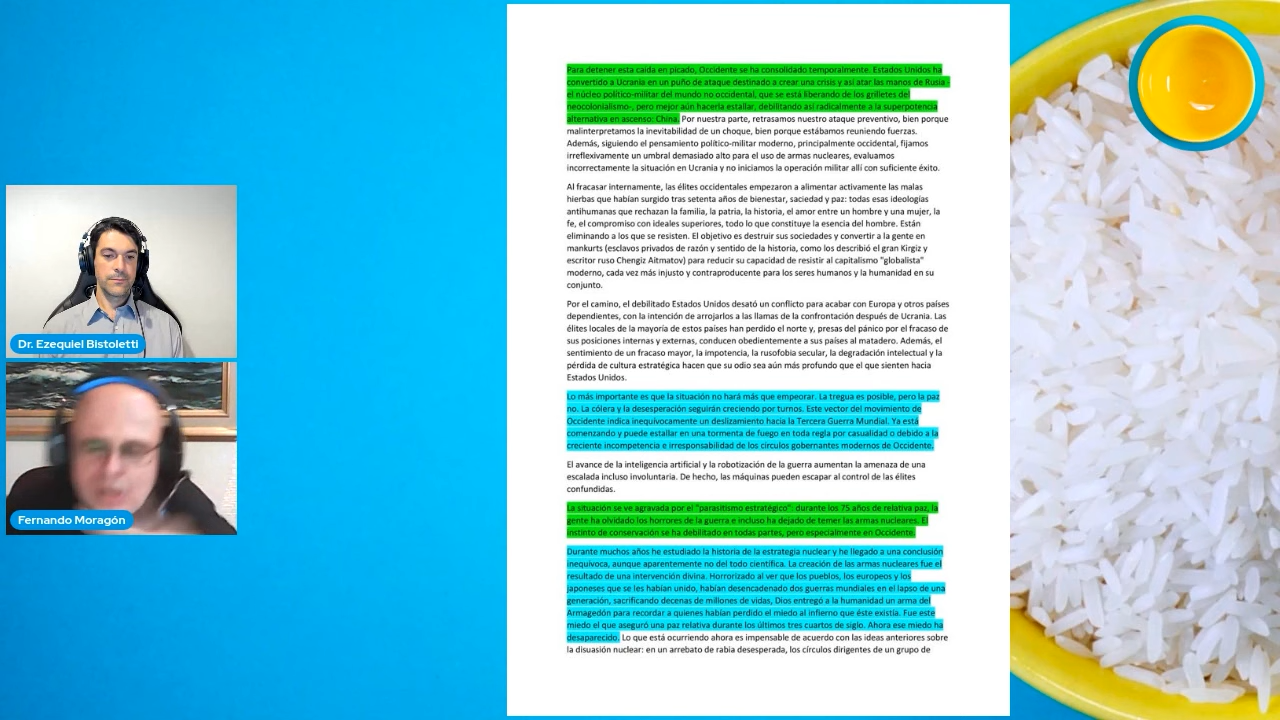 Dr. Ezequiel Bistoletti
Fernando Moragón
Para detener esta caída en picado, Occidente se ha consolidado temporalmente. Estados Unidos ha
convertido a Ucrania en un puño de ataque destinado a crear una crisis y así atar las manos de Rusia -
el núcleo político-militar del mundo no occidental, que se está liberando de los grilletes del
neocolonialismo-, pero mejor aún hacerla estallar, debilitando así radicalmente a la superpotencia
alternativa en ascenso: China. Por nuestra parte, retrasamos nuestro ataque preventivo, bien porque
malinterpretamos la inevitabilidad de un choque, bien porque estábamos reuniendo fuerzas.
Además, siguiendo el pensamiento político-militar moderno, principalmente occidental, fijamos
irreflexivamente un umbral demasiado alto para el uso de armas nucleares, evaluamos
incorrectamente la situación en Ucrania y no iniciamos la operación militar allí con suficiente éxito.
Al fracasar internamente, las élites occidentales empezaron a alimentar activamente las malas
hierbas que habían surgido tras setenta años de bienestar, saciedad y paz: todas esas ideologías
antihumanas que rechazan la familia, la patria, la historia, el amor entre un hombre y una mujer, la
fe, el compromiso con ideales superiores, todo lo que constituye la esencia del hombre. Están
eliminando a los que se resisten. El objetivo es destruir sus sociedades y convertir a la gente en
mankurts (esclavos privados de razón y sentido de la historia, como los describió el gran Kirgiz y
escritor ruso Chengiz Aitmatov) para reducir su capacidad de resistir al capitalismo "globalista"
moderno, cada vez más injusto y contraproducente para los seres humanos y la humanidad en su
conjunto.
Por el camino, el debilitado Estados Unidos desató un conflicto para acabar con Europa y otros países
dependientes, con la intención de arrojarlos a las llamas de la confrontación después de Ucrania. Las
élites locales de la mayoría de estos países han perdido el norte y, presas del pánico por el fracaso de
sus posiciones internas y externas, conducen obedientemente a sus países al matadero. Además, el
sentimiento de un fracaso mayor, la impotencia, la rusofobia secular, la degradación intelectual y la
pérdida de cultura estratégica hacen que su odio sea aún más profundo que el que sienten hacia
Estados Unidos.
Lo más importante es que la situación no hará más que empeorar. La tregua es posible, pero la paz
no. La cólera y la desesperación seguirán creciendo por turnos. Este vector del movimiento de
Occidente indica inequívocamente un deslizamiento hacia la Tercera Guerra Mundial. Ya está
comenzando y puede estallar en una tormenta de fuego en toda regla por casualidad o debido a la
creciente incompetencia e irresponsabilidad de los círculos gobernantes modernos de Occidente.
El avance de la inteligencia artificial y la robotización de la guerra aumentan la amenaza de una
escalada incluso involuntaria. De hecho, las máquinas pueden escapar al control de las élites
confundidas.
La situación se ve agravada por el "parasitismo estratégico": durante los 75 años de relativa paz, la
gente ha olvidado los horrores de la guerra e incluso ha dejado de temer las armas nucleares. El
instinto de conservación se ha debilitado en todas partes, pero especialmente en Occidente.
Durante muchos años he estudiado la historia de la estrategia nuclear y he llegado a una conclusión
inequívoca, aunque aparentemente no del todo científica. La creación de las armas nucleares fue el
resultado de una intervención divina. Horrorizado al ver que los pueblos, los europeos y los
japoneses que se les habían unido, habían desencadenado dos guerras mundiales en el lapso de una
generación, sacrificando decenas de millones de vidas, Dios entregó a la humanidad un arma del
Armagedón para recordar a quienes habían perdido el miedo al infierno que éste existía. Fue este
miedo el que aseguró una paz relativa durante los últimos tres cuartos de siglo. Ahora ese miedo ha
desaparecido. Lo que está ocurriendo ahora es impensable de acuerdo con las ideas anteriores sobre
la disuasión nuclear: en un arrebato de rabia desesperada, los círculos dirigentes de un grupo de